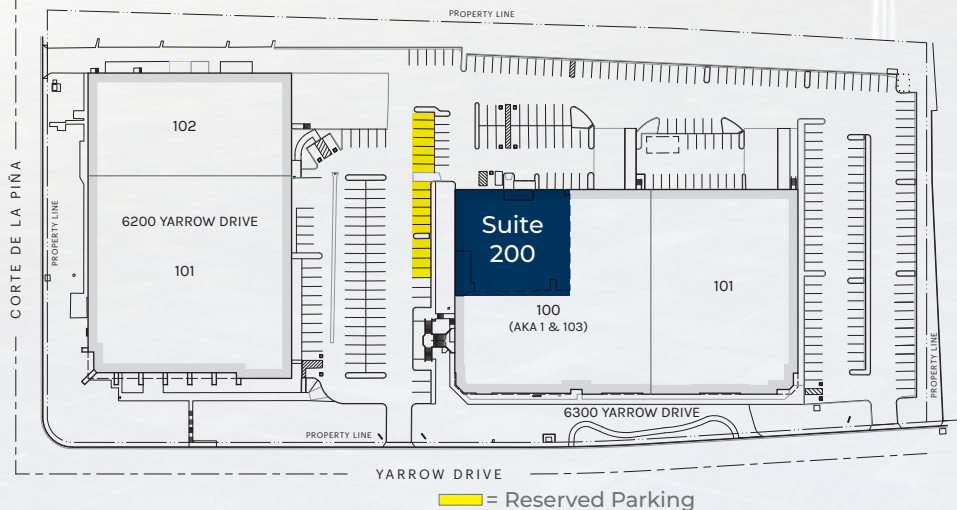 PROPERTY LINE
CORTE DE LA PIÑA
PROPERTY LINE
102
6200 YARROW DRIVE
101
Suite
200
100
(AKA 1 & 103)
101
PROPERTY LINE
6300 YARROW DRIVE
PROPERTY LINE
YARROW DRIVE
= Reserved Parking